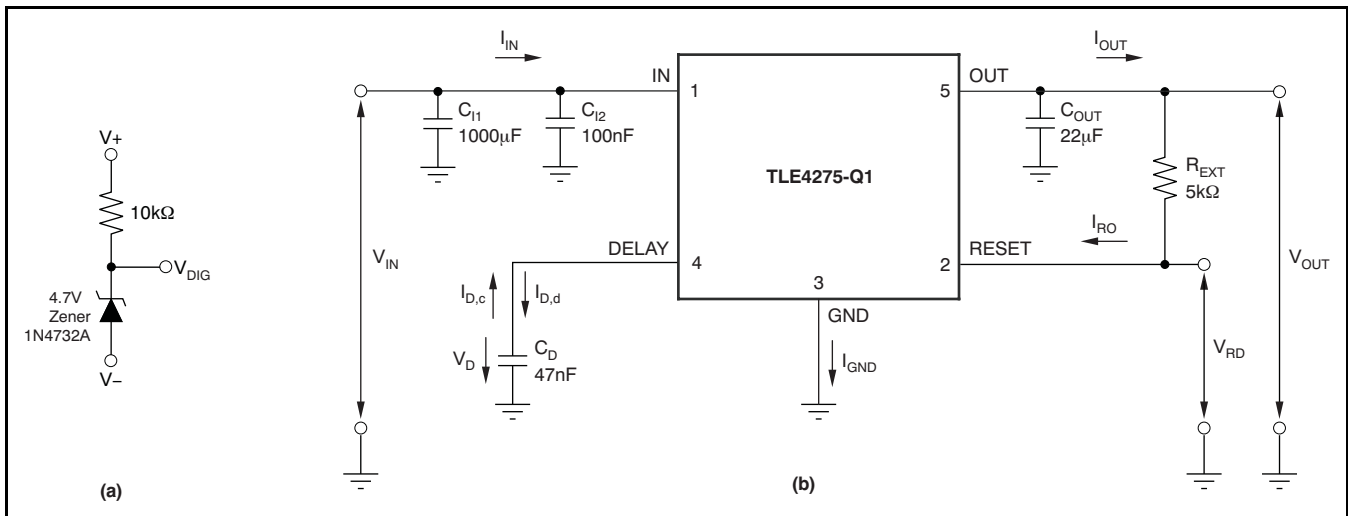 V+
10kΩ
V_DIG
4.7V
Zener
1N4732A
V−
(a)
I_IN
IN
1
C_I1
1000µF
C_I2
100nF
V_IN
TLE4275-Q1
DELAY
4
I_D,c
I_D,d
V_D
C_D
47nF
3
GND
I_GND
I_OUT
OUT
5
C_OUT
22µF
R_EXT
5kΩ
I_RO
RESET
2
V_RD
V_OUT
(b)